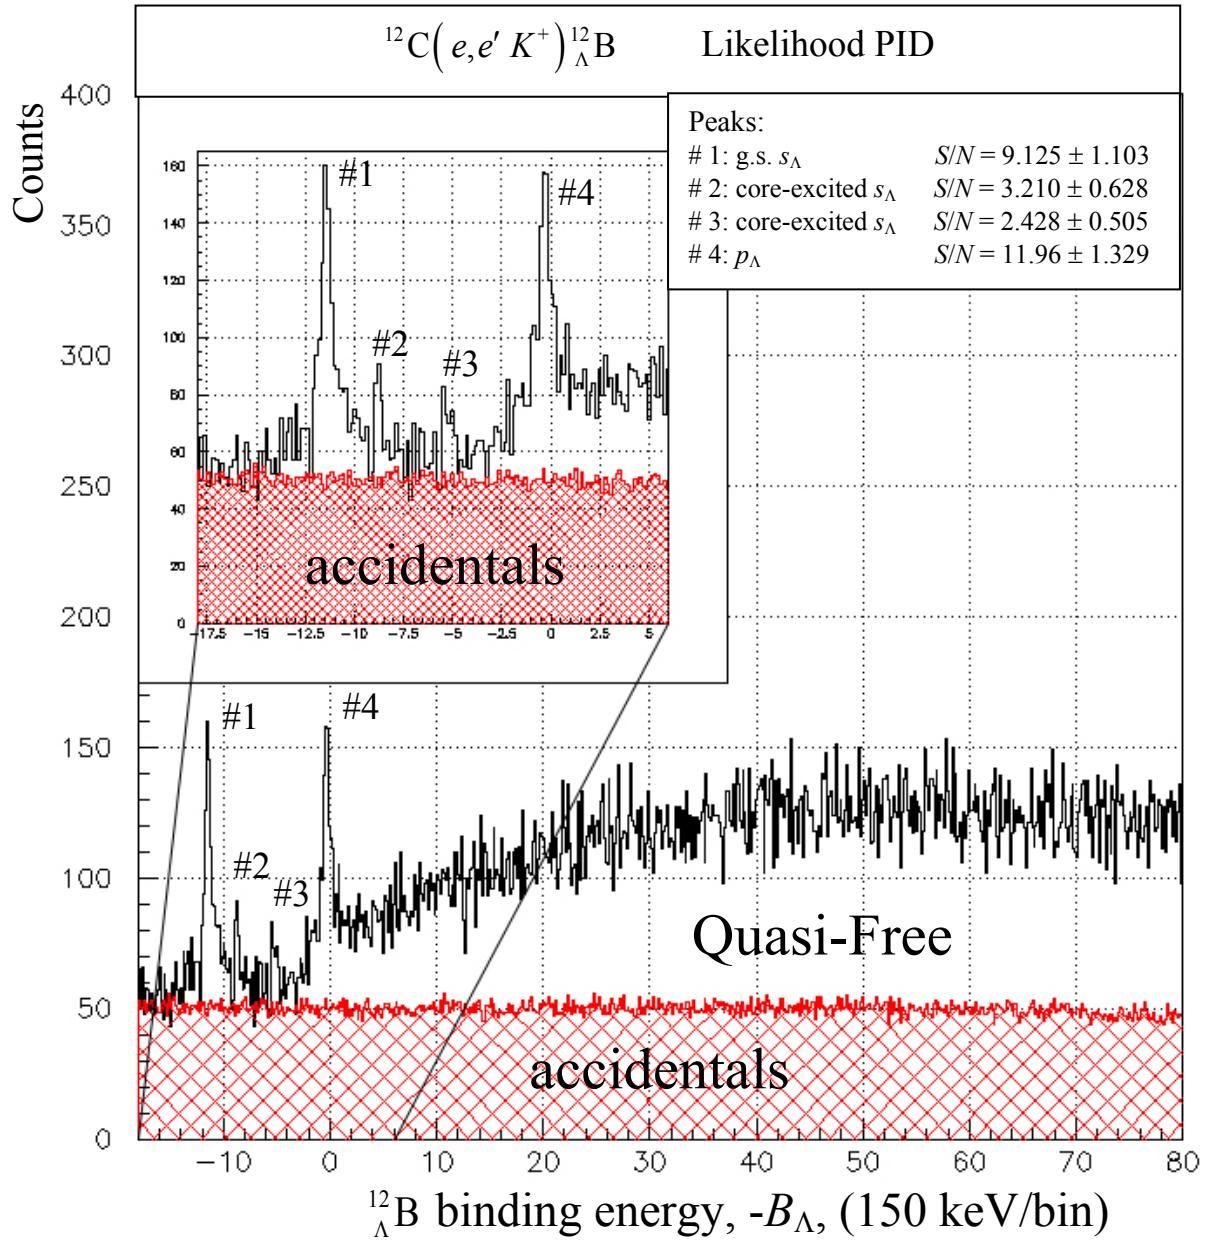 ¹²C(e,e′ K⁺)¹²ΛB Likelihood PID
Counts
400
350
300
250
200
150
100
50
0
Peaks:
# 1: g.s. sΛ S/N = 9.125 ± 1.103
# 2: core-excited sΛ S/N = 3.210 ± 0.628
# 3: core-excited sΛ S/N = 2.428 ± 0.505
# 4: pΛ S/N = 11.96 ± 1.329
160
140
120
100
80
60
40
20
0
#1
#4
#2
#3
accidentals
-17.5 -15 -12.5 -10 -7.5 -5 -2.5 0 2.5 5
#1
#4
#2
#3
Quasi-Free
accidentals
-10 0 10 20 30 40 50 60 70 80
¹²ΛB binding energy, -BΛ, (150 keV/bin)